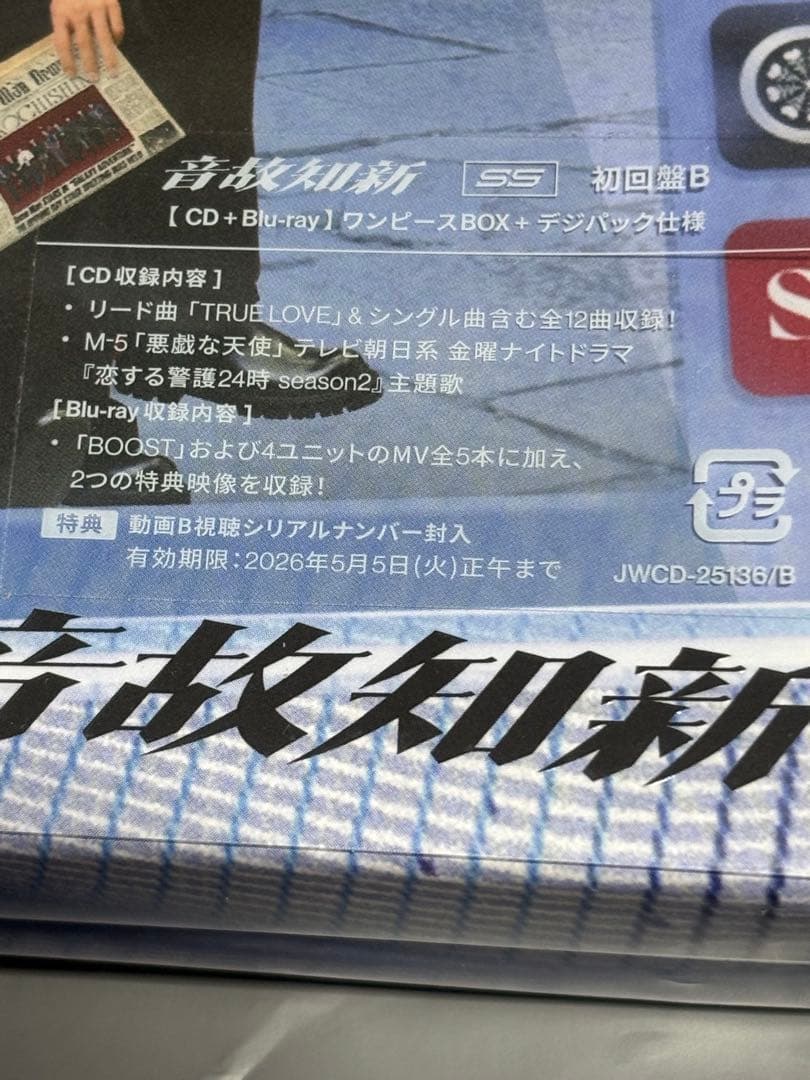 音故知新 SS 初回盤B
【CD+Blu-ray】ワンピースBOX+デジパック仕様
[CD収録内容]
・リード曲「TRUE LOVE」&シングル曲含む全12曲収録!
・M-5「悪戯な天使」テレビ朝日系 金曜ナイトドラマ
『恋する警護24時 season2』主題歌
[Blu-ray収録内容]
・「BOOST」および4ユニットのMV全5本に加え、
2つの特典映像を収録!
特典 動画B視聴シリアルナンバー封入
有効期限:2026年5月5日(火)正午まで
プラ
JWCD-25136/B
音故知新